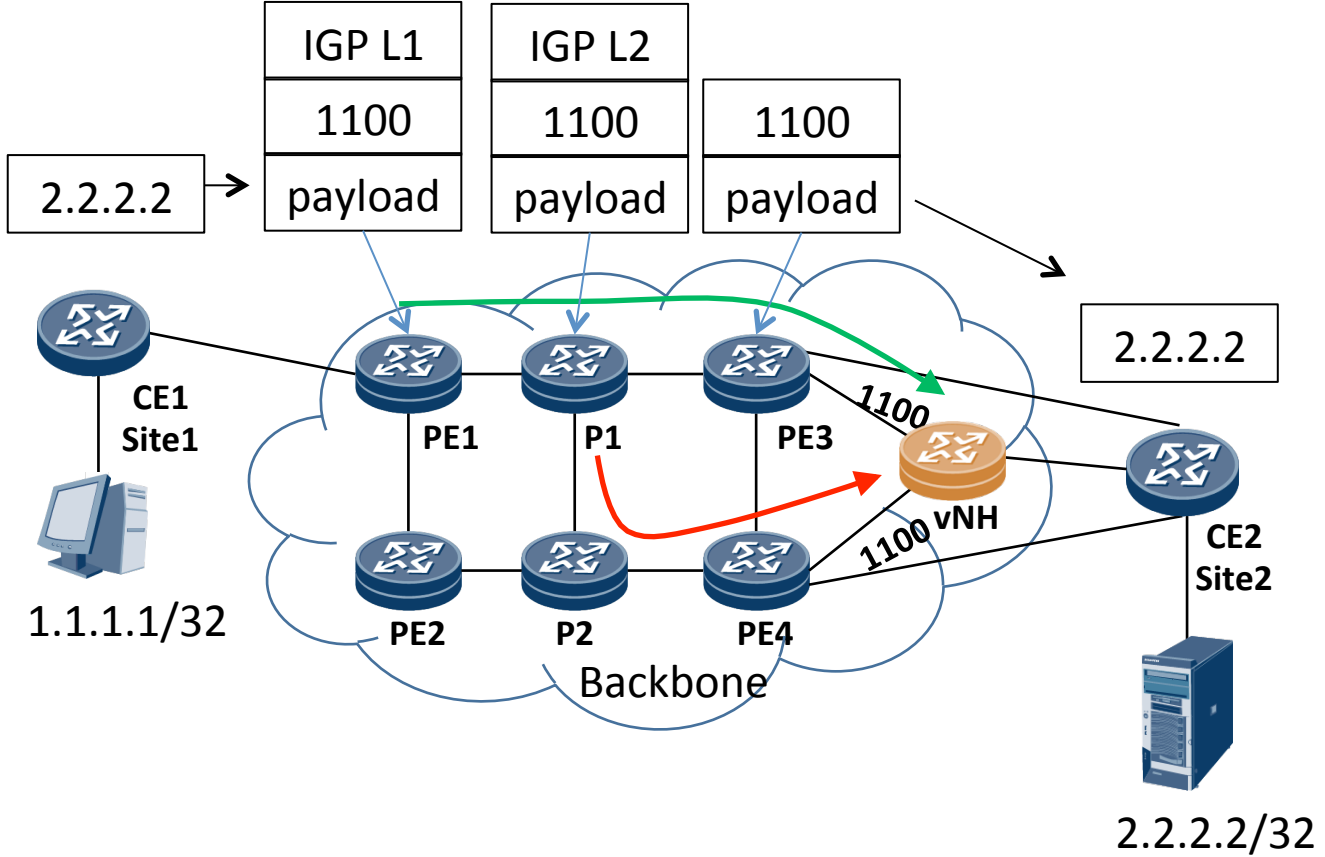 IGP L1
IGP L2
1100
1100
1100
2.2.2.2
payload
payload
payload
2.2.2.2
CE1
Site1
PE1
P1
PE3
1100
vNH
1100
CE2
Site2
1.1.1.1/32
PE2
P2
PE4
Backbone
2.2.2.2/32